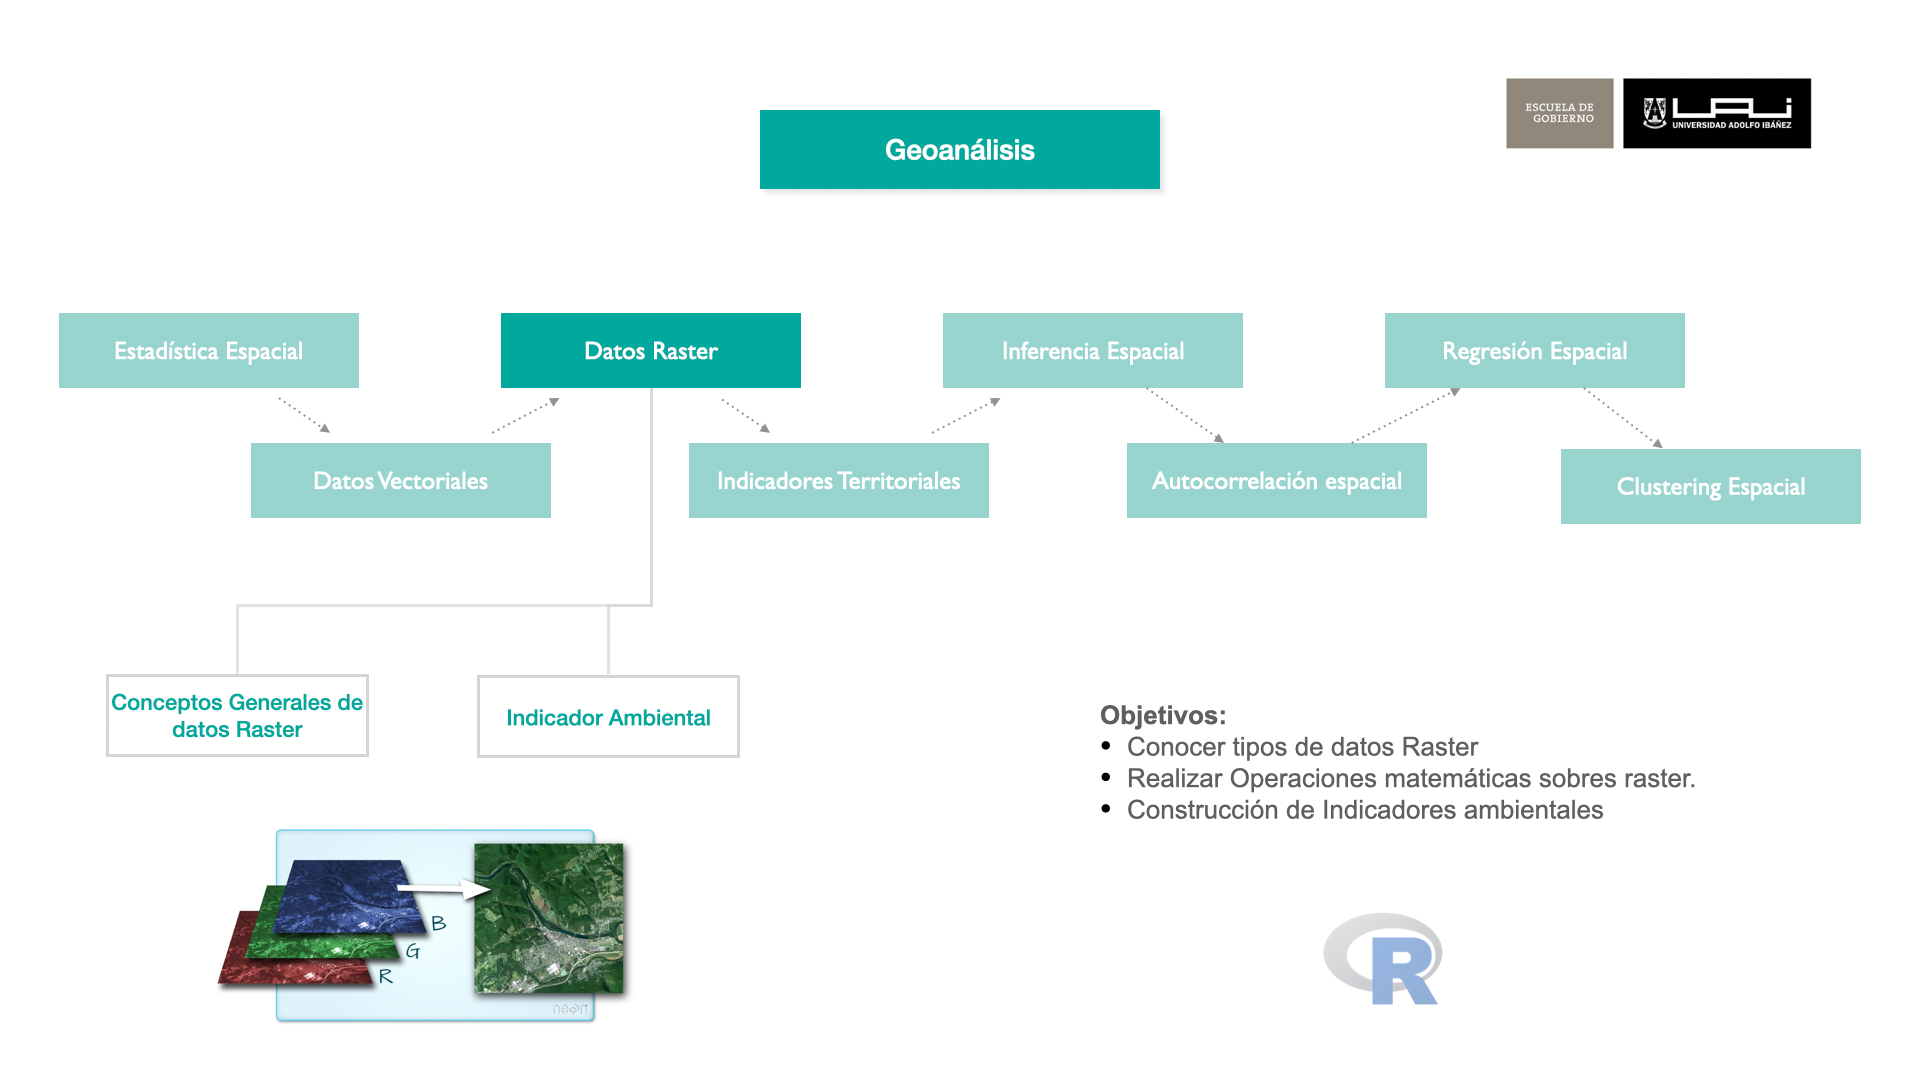 ESCUELA DE
GOBIERNO
UAI
UNIVERSIDAD ADOLFO IBÁÑEZ
Geoanálisis
Estadística Espacial
Datos Raster
Inferencia Espacial
Regresión Espacial
Datos Vectoriales
Indicadores Territoriales
Autocorrelación espacial
Clustering Espacial
Conceptos Generales de
datos Raster
Indicador Ambiental
Objetivos:
• Conocer tipos de datos Raster
• Realizar Operaciones matemáticas sobres raster.
• Construcción de Indicadores ambientales
B
G
R
neon
R